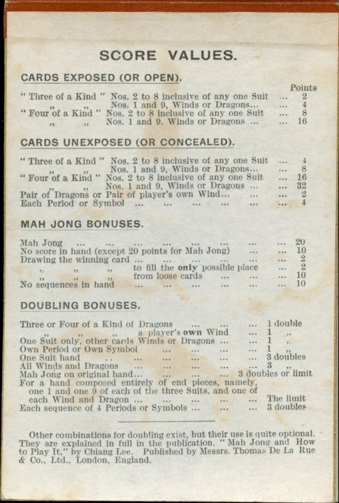 SCORE VALUES.
CARDS EXPOSED (OR OPEN).
Points
" Three of a Kind " Nos. 2 to 8 inclusive of any one Suit ... 2
" " Nos. 1 and 9, Winds or Dragons... ... 4
" Four of a Kind " Nos. 2 to 8 inclusive of any one Suit ... 8
" " Nos. 1 and 9, Winds or Dragons ... ... 16
CARDS UNEXPOSED (OR CONCEALED).
" Three of a Kind " Nos. 2 to 8 inclusive of any one Suit ... 4
" " Nos. 1 and 9, Winds or Dragons... ... 8
" Four of a Kind " Nos. 2 to 8 inclusive of any one Suit ... 16
" " Nos. 1 and 9, Winds or Dragons ... ... 32
Pair of Dragons or Pair of player's own Wind... ... 2
Each Period or Symbol ... ... ... ... ... 4
MAH JONG BONUSES.
Mah Jong ... ... ... ... ... ... ... 20
No score in hand (except 20 points for Mah Jong) ... ... 10
Drawing the winning card ... ... ... ... ... 2
" " " to fill the only possible place ... 2
" " " from loose cards ... ... ... 10
No sequences in hand ... ... ... ... ... 10
DOUBLING BONUSES.
Three or Four of a Kind of Dragons ... ... ... 1 double
" " " a player's own Wind ... 1 "
One Suit only, other cards Winds or Dragons ... ... 1 "
Own Period or Own Symbol ... ... ... ... 1 "
One Suit hand ... ... ... ... ... 3 doubles
All Winds and Dragons ... ... ... ... 3 "
Mah Jong on original hand... ... ... 3 doubles or limit
For a hand composed entirely of end pieces, namely,
one 1 and one 9 of each of the three Suits, and one of
each Wind and Dragon ... ... ... ... The limit
Each sequence of 4 Periods or Symbols ... ... ... 3 doubles
Other combinations for doubling exist, but their use is quite optional.
They are explained in full in the publication, " Mah Jong and How
to Play It," by Chiang Lee. Published by Messrs. Thomas De La Rue
& Co., Ltd., London, England.